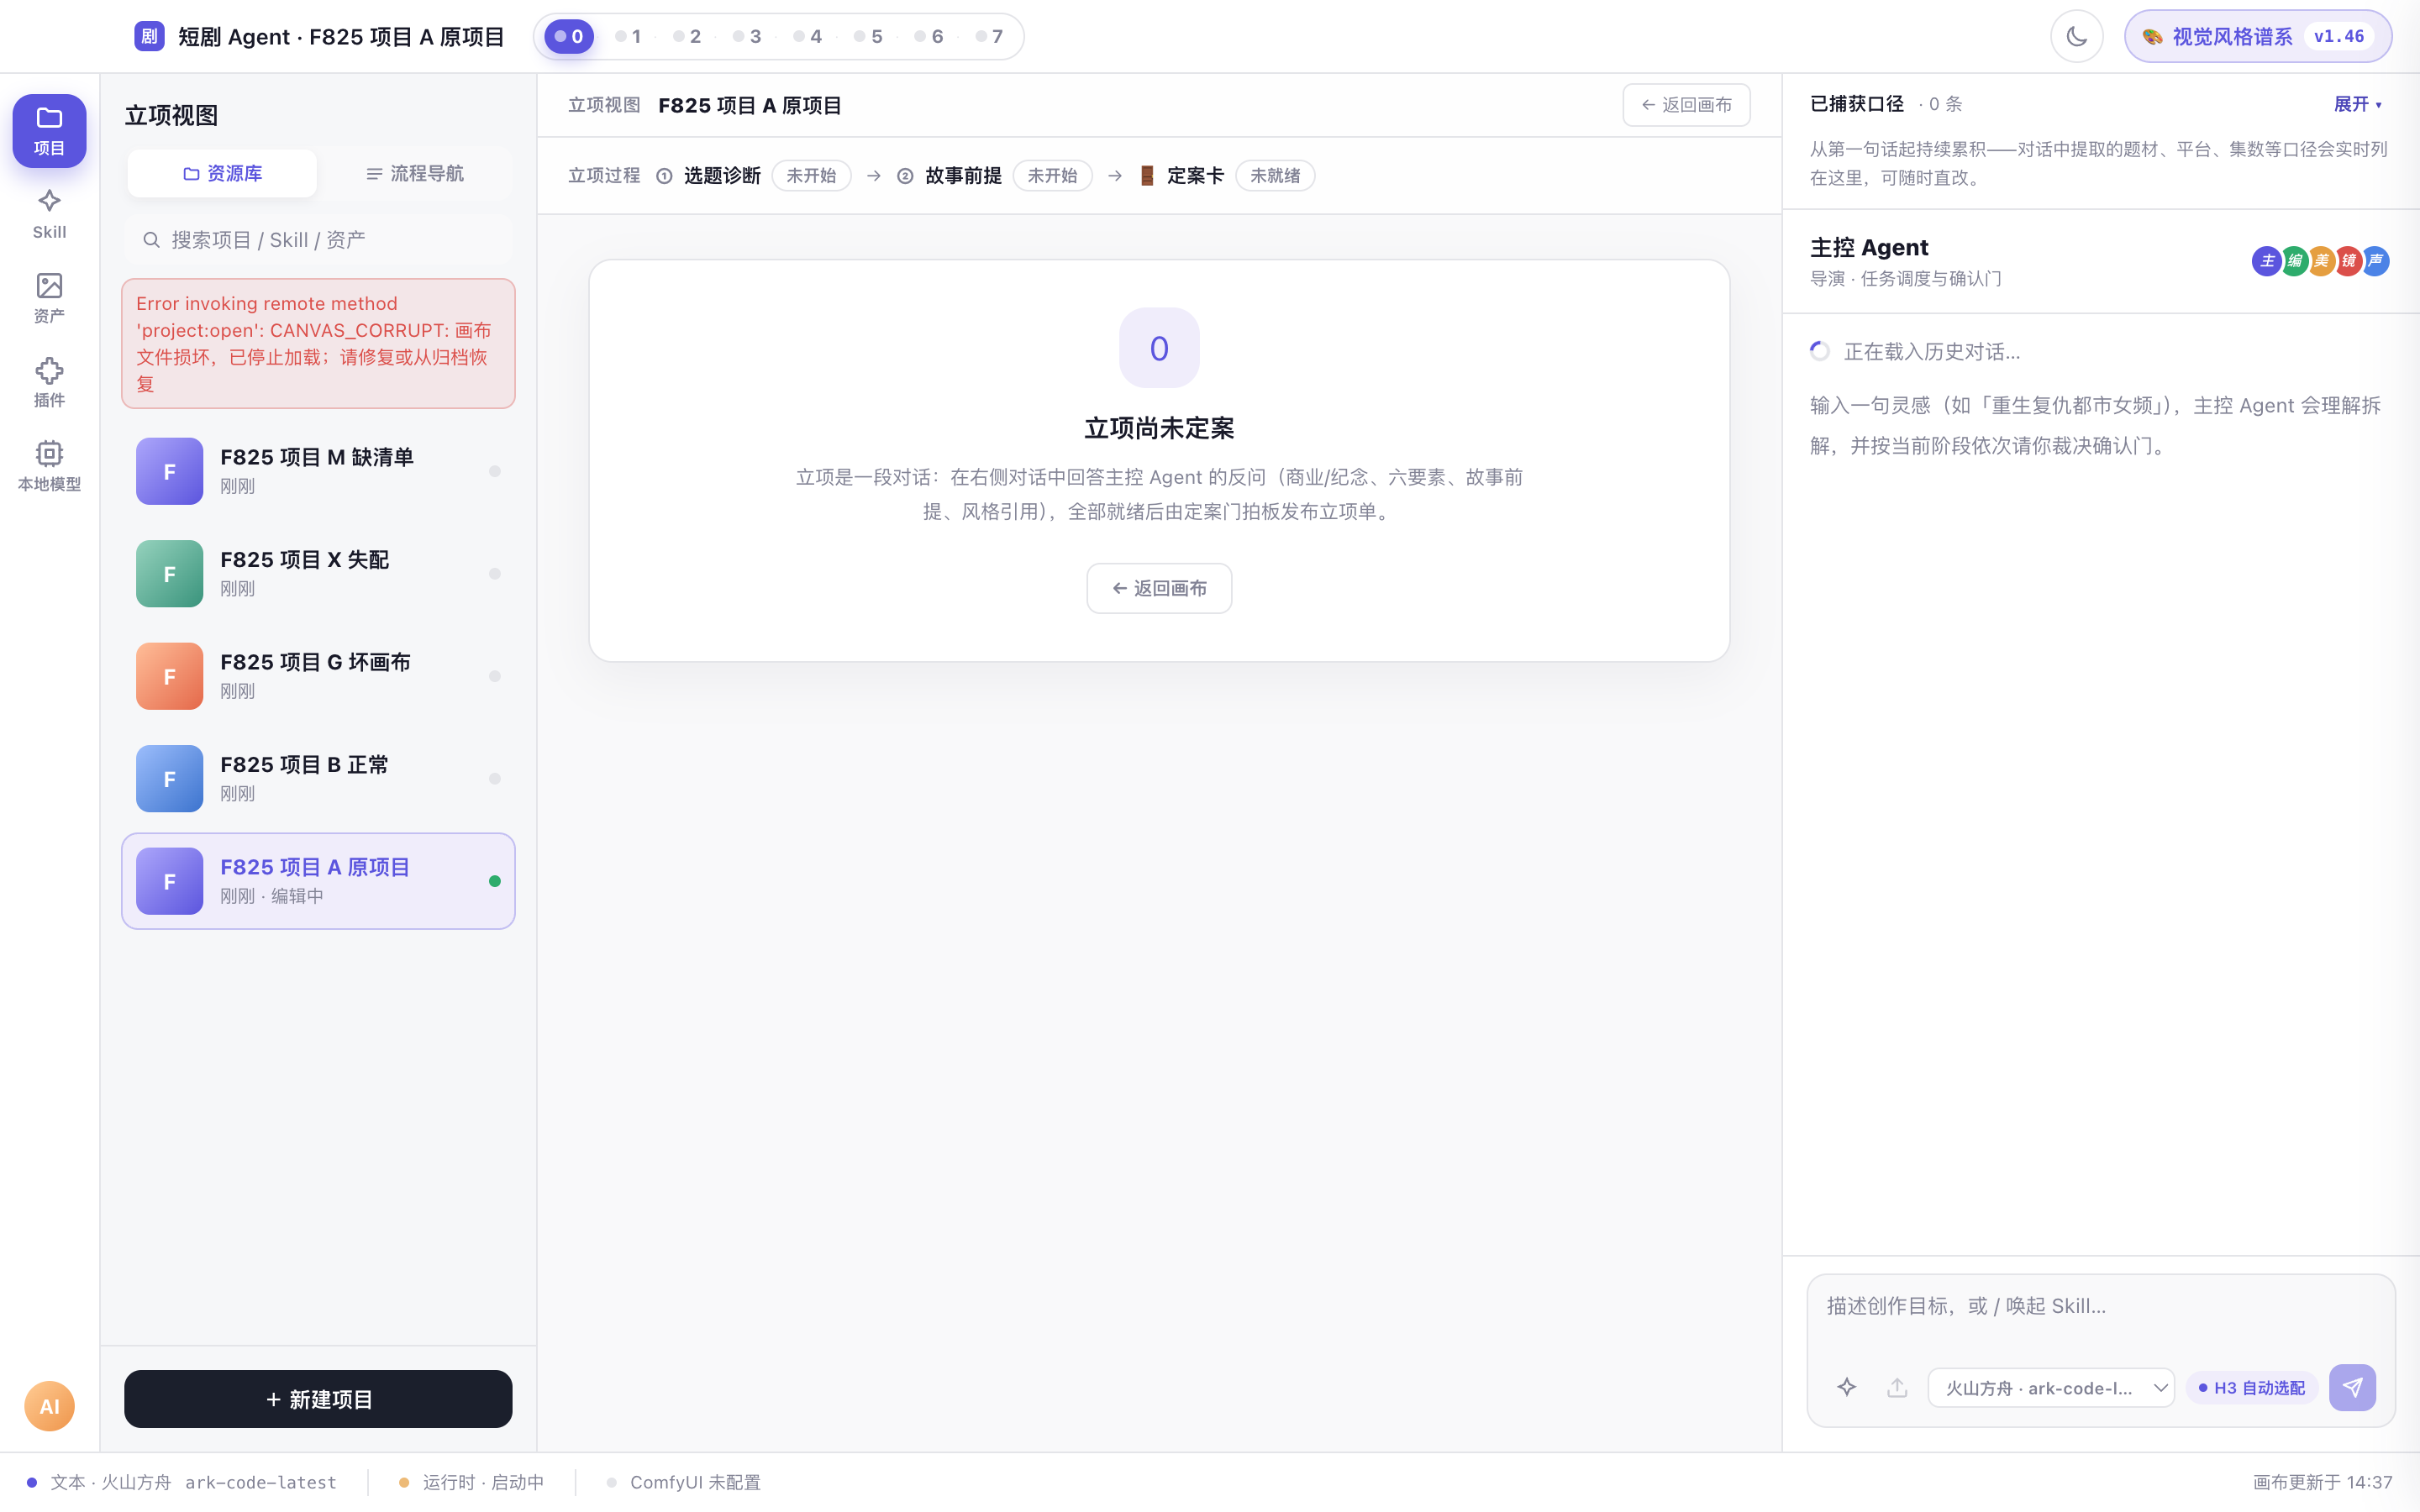 剧 短剧 Agent · F825 项目 A 原项目
0 · 1 · 2 · 3 · 4 · 5 · 6 · 7
视觉风格谱系 v1.46
项目
Skill
资产
插件
本地模型
AI
立项视图
资源库
流程导航
搜索项目 / Skill / 资产
Error invoking remote method
'project:open': CANVAS_CORRUPT: 画布
文件损坏，已停止加载；请修复或从归档恢
复
F
F825 项目 M 缺清单
刚刚
F
F825 项目 X 失配
刚刚
F
F825 项目 G 坏画布
刚刚
F
F825 项目 B 正常
刚刚
F
F825 项目 A 原项目
刚刚 · 编辑中
+ 新建项目
立项视图 F825 项目 A 原项目
← 返回画布
立项过程 ① 选题诊断 未开始 → ② 故事前提 未开始 → 定案卡 未就绪
0
立项尚未定案
立项是一段对话：在右侧对话中回答主控 Agent 的反问（商业/纪念、六要素、故事前
提、风格引用），全部就绪后由定案门拍板发布立项单。
← 返回画布
已捕获口径 · 0 条
展开 ▾
从第一句话起持续累积——对话中提取的题材、平台、集数等口径会实时列
在这里，可随时直改。
主控 Agent
导演 · 任务调度与确认门
主 编 美 镜 声
正在载入历史对话…
输入一句灵感（如「重生复仇都市女频」），主控 Agent 会理解拆
解，并按当前阶段依次请你裁决确认门。
描述创作目标，或 / 唤起 Skill…
火山方舟 · ark-code-l…
H3 自动选配
文本 · 火山方舟 ark-code-latest
运行时 · 启动中
ComfyUI 未配置
画布更新于 14:37